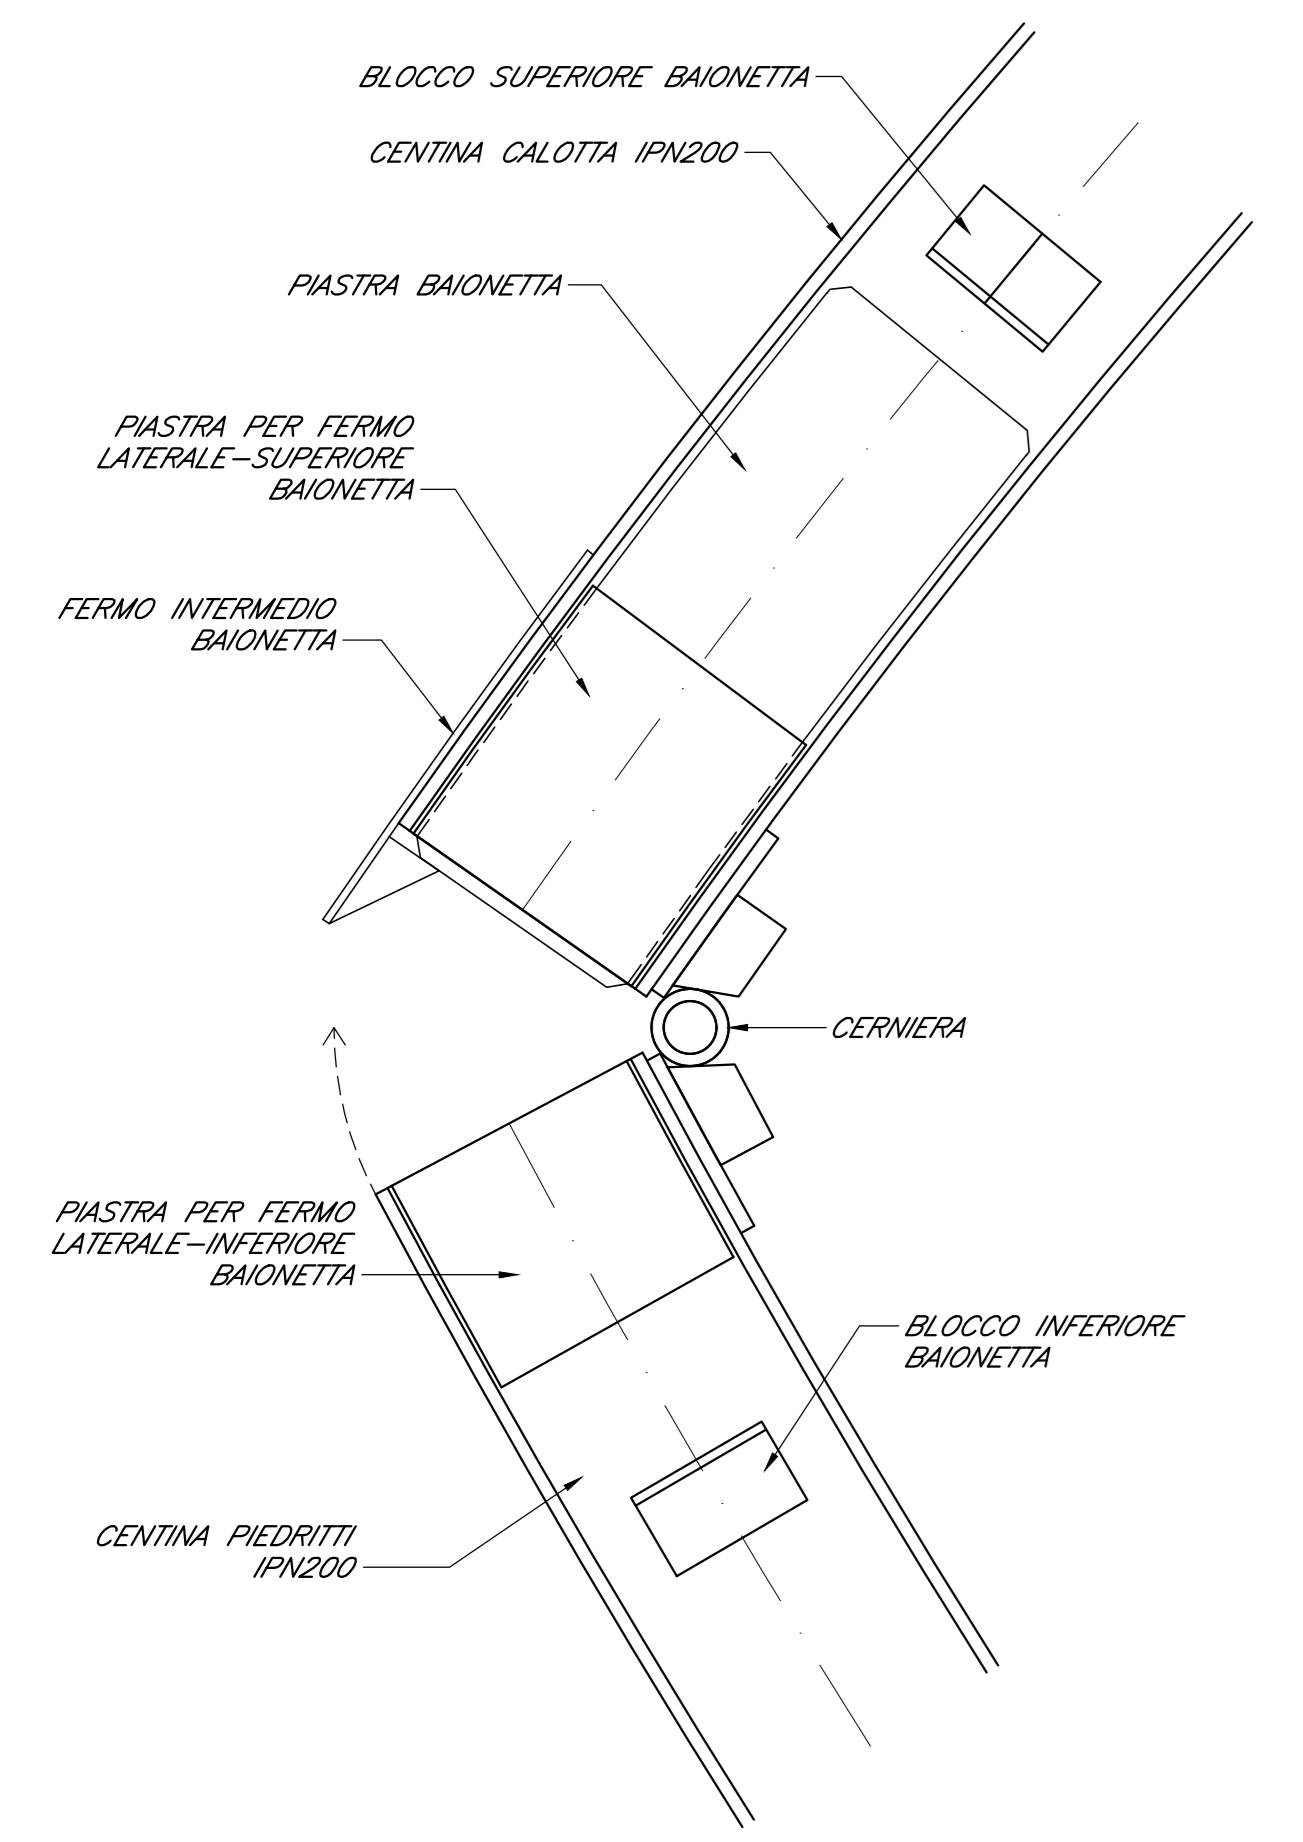 BLOCCO SUPERIORE BAIONETTA
CENTINA CALOTTA IPN200
PIASTRA BAIONETTA
PIASTRA PER FERMO
LATERALE-SUPERIORE
BAIONETTA
FERMO INTERMEDIO
BAIONETTA
CERNIERA
PIASTRA PER FERMO
LATERALE-INFERIORE
BAIONETTA
BLOCCO INFERIORE
BAIONETTA
CENTINA PIEDRITTI
IPN200